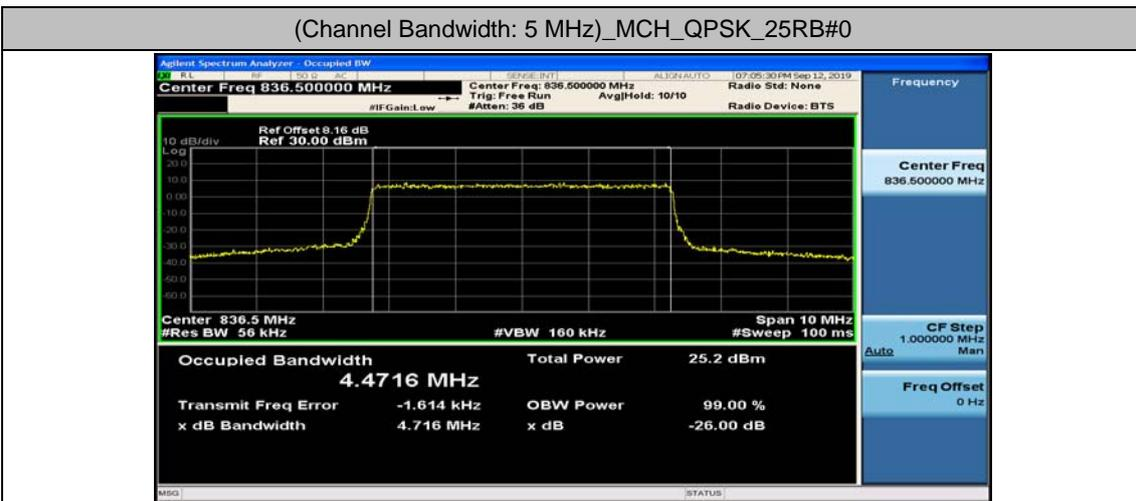 (Channel Bandwidth: 5 MHz)_MCH_QPSK_25RB#0
Agilent Spectrum Analyzer - Occupied BW
RL RF 50 Ω AC SENSE:INT ALIGN AUTO 07:05:30 PM Sep 12, 2019
Center Freq 836.500000 MHz
#IFGain:Low
Center Freq: 836.500000 MHz
Trig: Free Run Avg|Hold: 10/10
#Atten: 36 dB
Radio Std: None
Radio Device: BTS
Ref Offset 8.16 dB
10 dB/div Ref 30.00 dBm
Log
20.0
10.0
0.00
-10.0
-20.0
-30.0
-40.0
-50.0
-60.0
Center 836.5 MHz Span 10 MHz
#Res BW 56 kHz #VBW 160 kHz #Sweep 100 ms
Occupied Bandwidth Total Power 25.2 dBm
4.4716 MHz
Transmit Freq Error -1.614 kHz OBW Power 99.00 %
x dB Bandwidth 4.716 MHz x dB -26.00 dB
MSG STATUS
Frequency
Center Freq
836.500000 MHz
CF Step
1.000000 MHz
Auto Man
Freq Offset
0 Hz